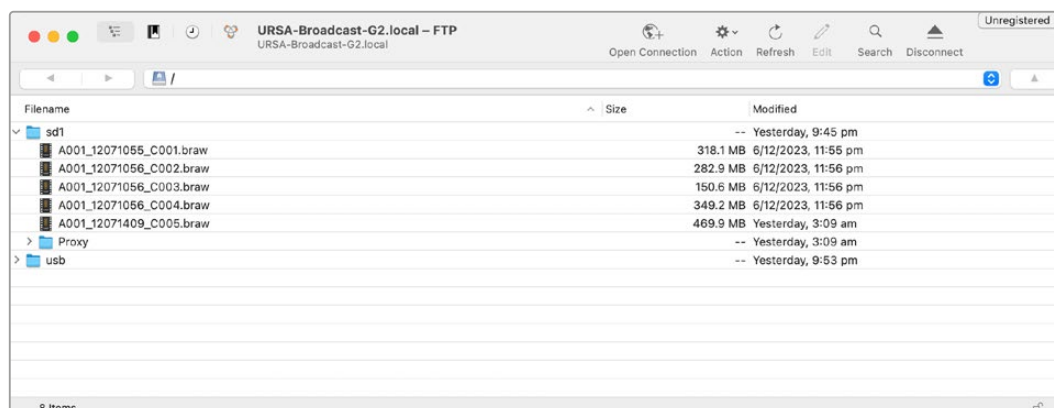 URSA-Broadcast-G2.local – FTP
URSA-Broadcast-G2.local
Unregistered
Open Connection Action Refresh Edit Search Disconnect
/
Filename Size Modified
sd1 -- Yesterday, 9:45 pm
A001_12071055_C001.braw 318.1 MB 6/12/2023, 11:55 pm
A001_12071056_C002.braw 282.9 MB 6/12/2023, 11:56 pm
A001_12071056_C003.braw 150.6 MB 6/12/2023, 11:56 pm
A001_12071056_C004.braw 349.2 MB 6/12/2023, 11:56 pm
A001_12071409_C005.braw 469.9 MB Yesterday, 3:09 am
Proxy -- Yesterday, 3:09 am
usb -- Yesterday, 9:53 pm
8 Items